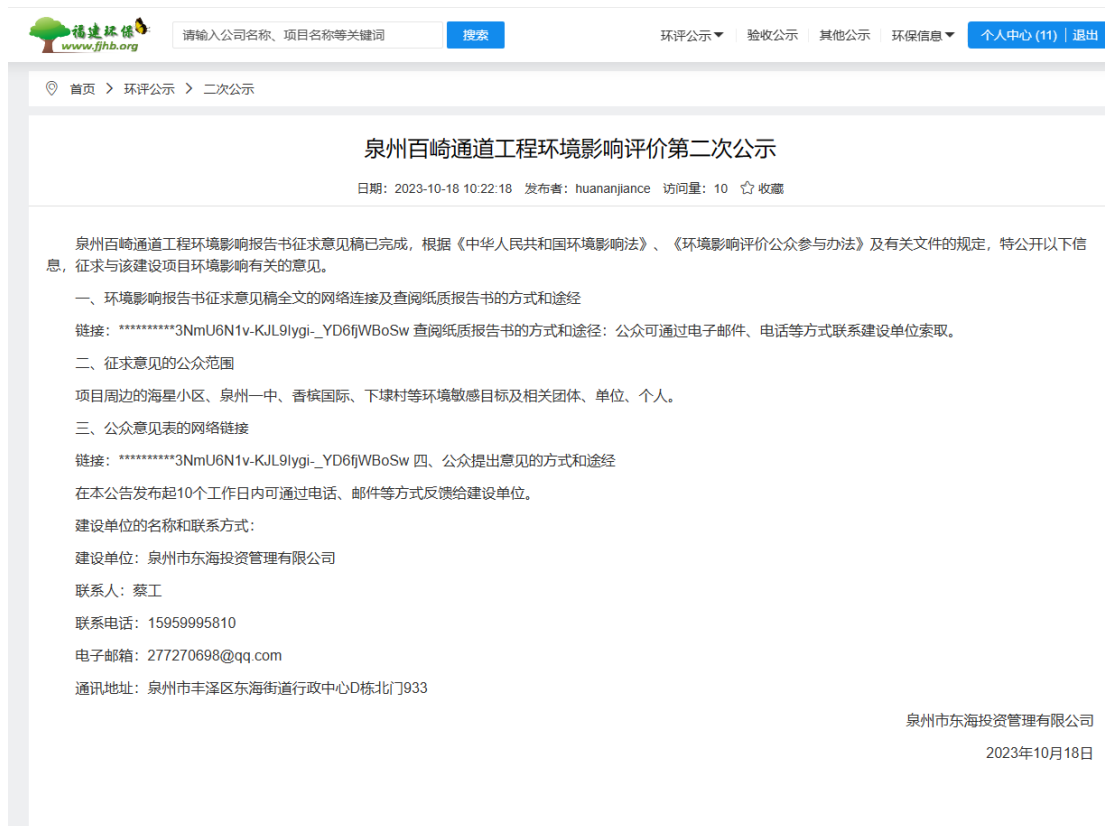 福建环保
www.fjhb.org
请输入公司名称、项目名称等关键词
搜索
环评公示
验收公示
其他公示
环保信息
个人中心 (11)
退出
首页 > 环评公示 > 二次公示
泉州百崎通道工程环境影响评价第二次公示
日期：2023-10-18 10:22:18 发布者：huananjiance 访问量：10 收藏
泉州百崎通道工程环境影响报告书征求意见稿已完成，根据《中华人民共和国环境影响法》、《环境影响评价公众参与办法》及有关文件的规定，特公开以下信
息，征求与该建设项目环境影响有关的意见。
一、环境影响报告书征求意见稿全文的网络连接及查阅纸质报告书的方式和途经
链接：**********3NmU6N1v-KJL9Iygi-_YD6fjWBoSw 查阅纸质报告书的方式和途径：公众可通过电子邮件、电话等方式联系建设单位索取。
二、征求意见的公众范围
项目周边的海星小区、泉州一中、香槟国际、下埭村等环境敏感目标及相关团体、单位、个人。
三、公众意见表的网络链接
链接：**********3NmU6N1v-KJL9Iygi-_YD6fjWBoSw 四、公众提出意见的方式和途经
在本公告发布起10个工作日内可通过电话、邮件等方式反馈给建设单位。
建设单位的名称和联系方式：
建设单位：泉州市东海投资管理有限公司
联系人：蔡工
联系电话：15959995810
电子邮箱：277270698@qq.com
通讯地址：泉州市丰泽区东海街道行政中心D栋北门933
泉州市东海投资管理有限公司
2023年10月18日